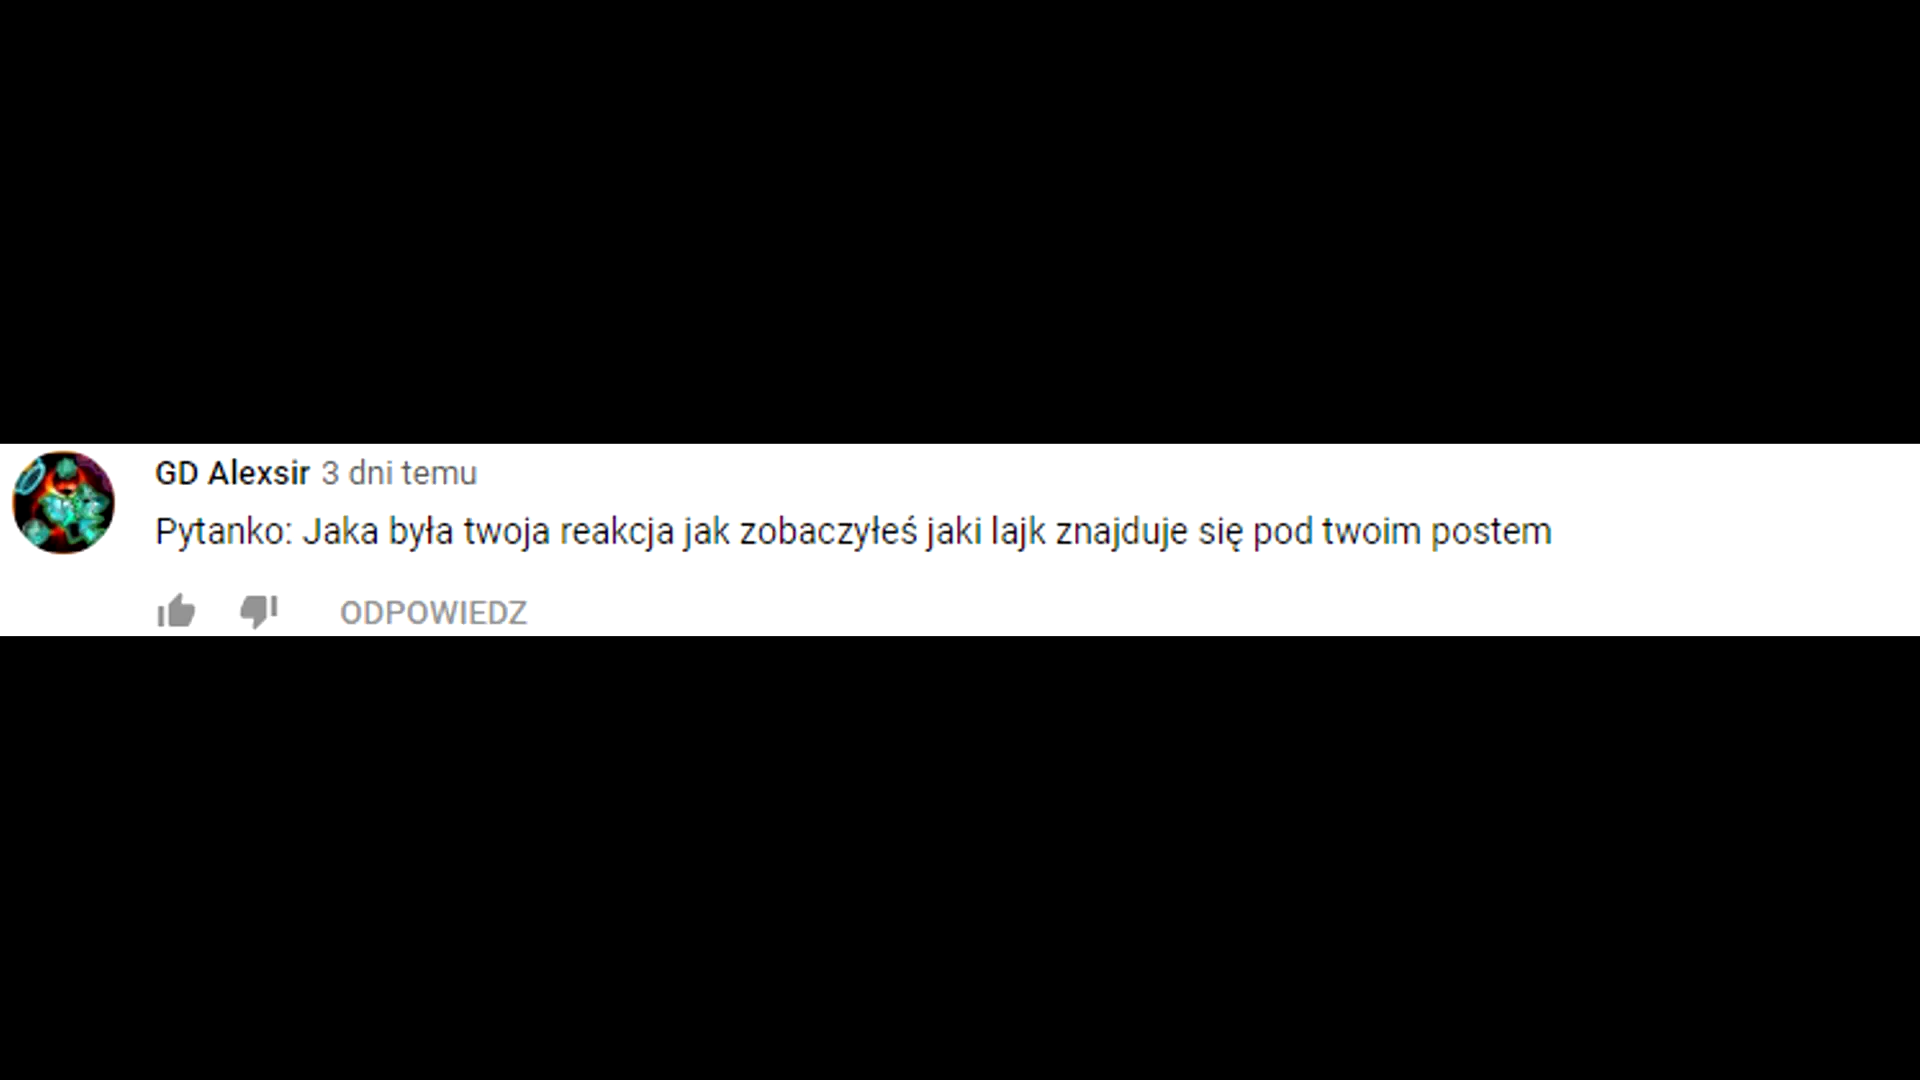 GD Alexsir 3 dni temu
Pytanko: Jaka była twoja reakcja jak zobaczyłeś jaki lajk znajduje się pod twoim postem
ODPOWIEDZ